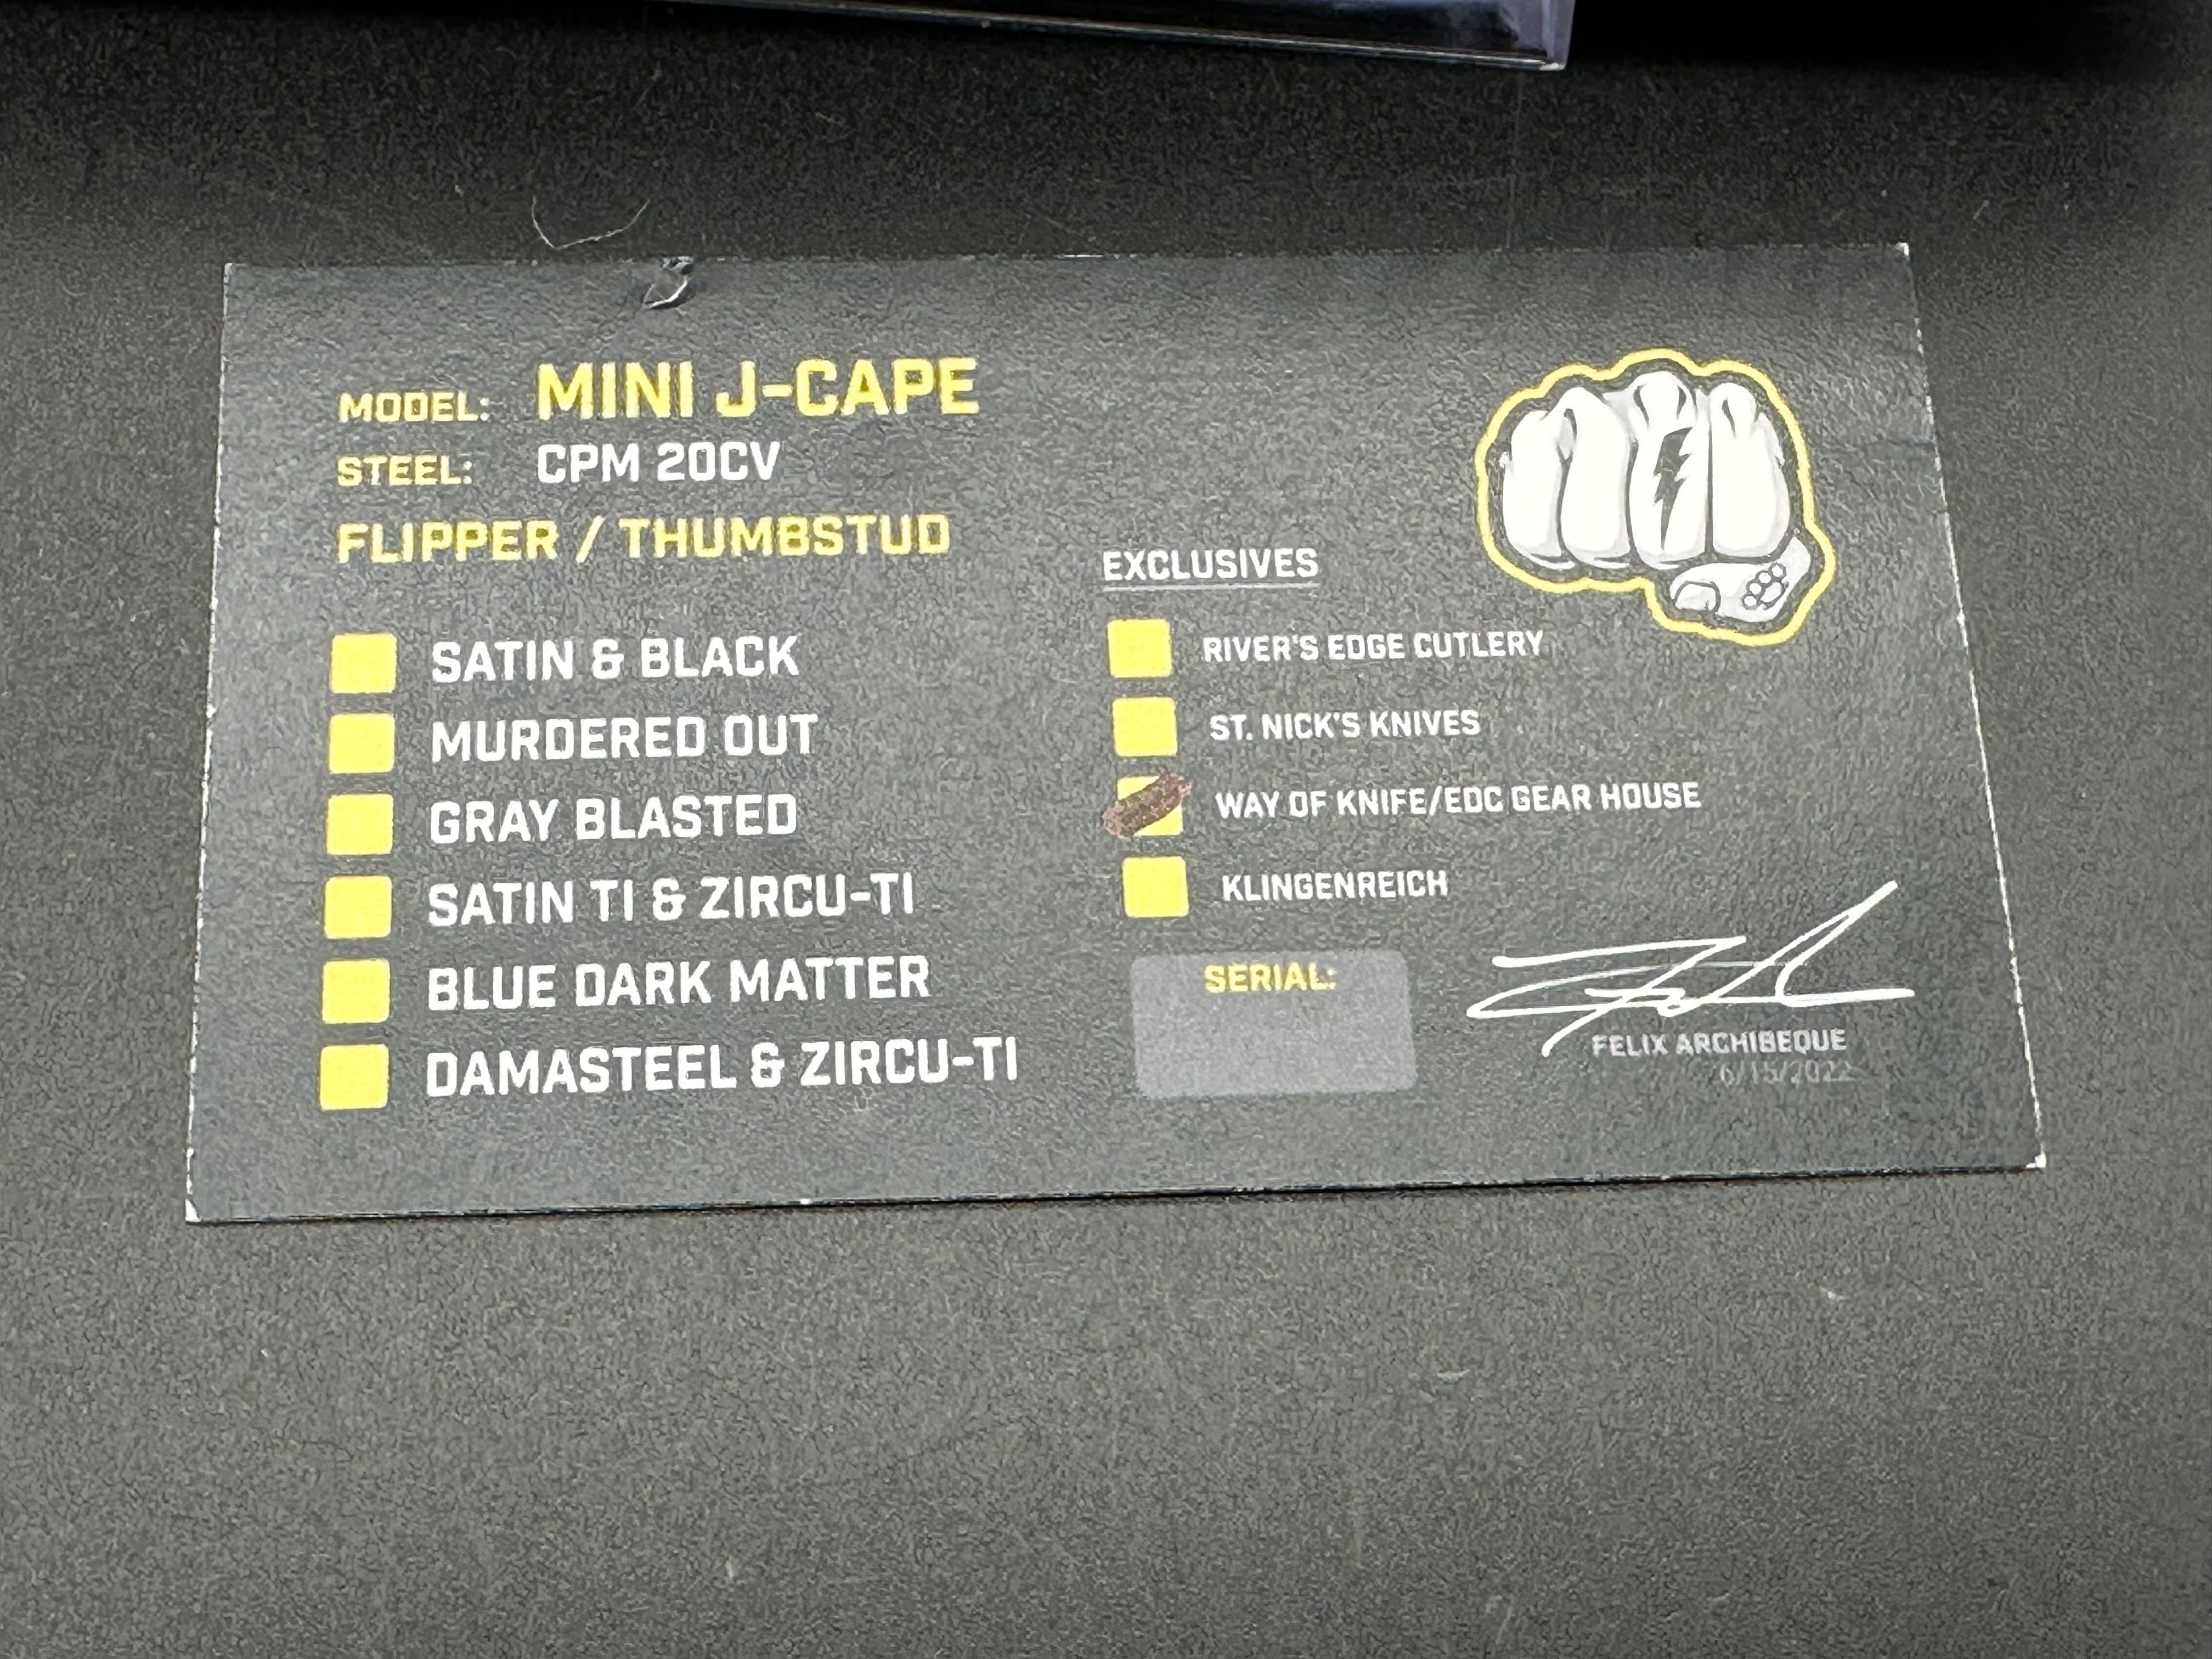 MODEL: MINI J-CAPE
STEEL: CPM 20CV
FLIPPER / THUMBSTUD
SATIN & BLACK
MURDERED OUT
GRAY BLASTED
SATIN TI & ZIRCU-TI
BLUE DARK MATTER
DAMASTEEL & ZIRCU-TI
EXCLUSIVES
RIVER'S EDGE CUTLERY
ST. NICK'S KNIVES
WAY OF KNIFE/EDC GEAR HOUSE
KLINGENREICH
SERIAL:
FELIX ARCHIBEQUE
6/15/2022